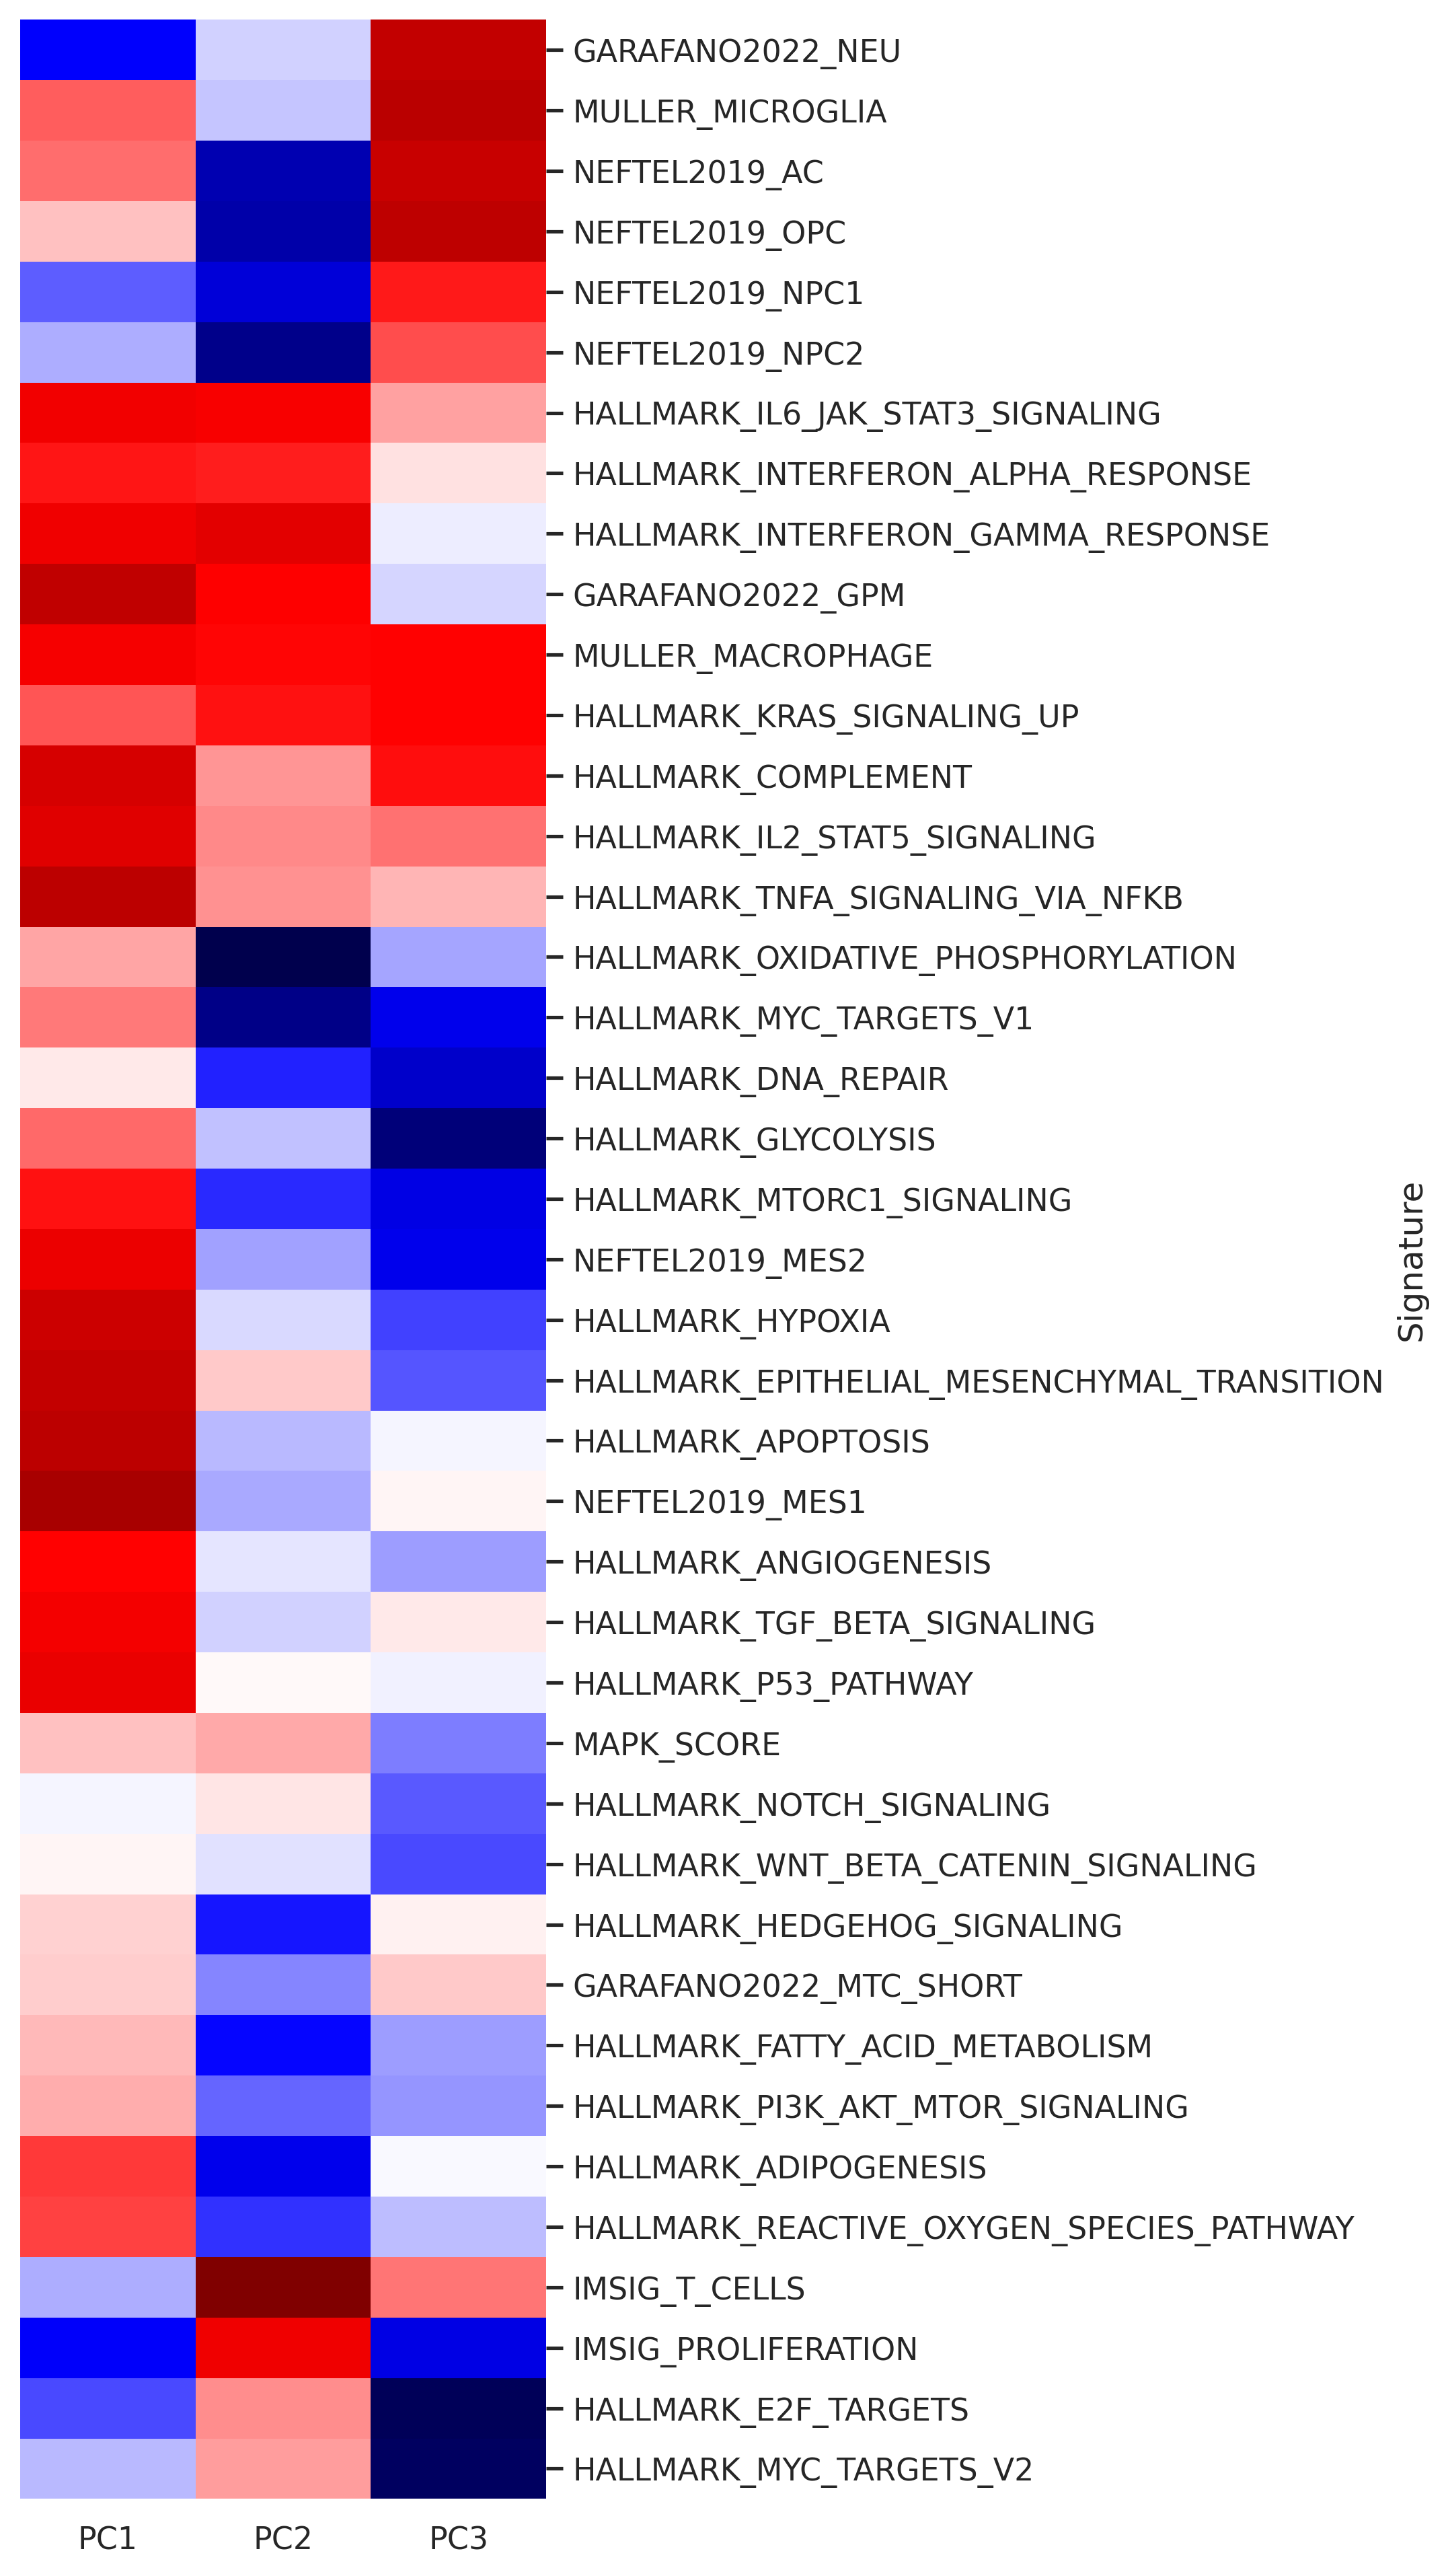 GARAFANO2022_NEU
MULLER_MICROGLIA
NEFTEL2019_AC
NEFTEL2019_OPC
NEFTEL2019_NPC1
NEFTEL2019_NPC2
HALLMARK_IL6_JAK_STAT3_SIGNALING
HALLMARK_INTERFERON_ALPHA_RESPONSE
HALLMARK_INTERFERON_GAMMA_RESPONSE
GARAFANO2022_GPM
MULLER_MACROPHAGE
HALLMARK_KRAS_SIGNALING_UP
HALLMARK_COMPLEMENT
HALLMARK_IL2_STAT5_SIGNALING
HALLMARK_TNFA_SIGNALING_VIA_NFKB
HALLMARK_OXIDATIVE_PHOSPHORYLATION
HALLMARK_MYC_TARGETS_V1
HALLMARK_DNA_REPAIR
HALLMARK_GLYCOLYSIS
HALLMARK_MTORC1_SIGNALING
NEFTEL2019_MES2
HALLMARK_HYPOXIA
HALLMARK_EPITHELIAL_MESENCHYMAL_TRANSITION
HALLMARK_APOPTOSIS
NEFTEL2019_MES1
HALLMARK_ANGIOGENESIS
HALLMARK_TGF_BETA_SIGNALING
HALLMARK_P53_PATHWAY
MAPK_SCORE
HALLMARK_NOTCH_SIGNALING
HALLMARK_WNT_BETA_CATENIN_SIGNALING
HALLMARK_HEDGEHOG_SIGNALING
GARAFANO2022_MTC_SHORT
HALLMARK_FATTY_ACID_METABOLISM
HALLMARK_PI3K_AKT_MTOR_SIGNALING
HALLMARK_ADIPOGENESIS
HALLMARK_REACTIVE_OXYGEN_SPECIES_PATHWAY
IMSIG_T_CELLS
IMSIG_PROLIFERATION
HALLMARK_E2F_TARGETS
HALLMARK_MYC_TARGETS_V2
Signature
PC1 PC2 PC3